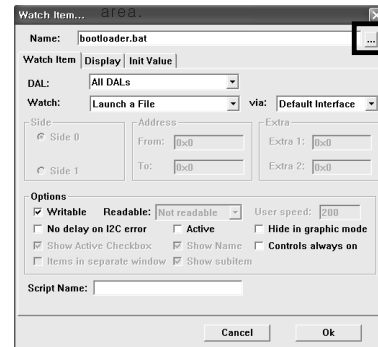 area.
Watch Item...
Name: bootloader.bat ...
Watch Item Display Init Value
DAL: All DALs
Watch: Launch a File via: Default Interface
Side Address Extra
Side 0 From: 0x0 Extra 1: 0x0
Side 1 To: 0x0 Extra 2: 0x0
Options
Writable Readable: Not readable User speed: 200
No delay on I2C error Active Hide in graphic mode
Show Active Checkbox Show Name Controls always on
Items in separate window Show subitem
Script Name:
Cancel Ok